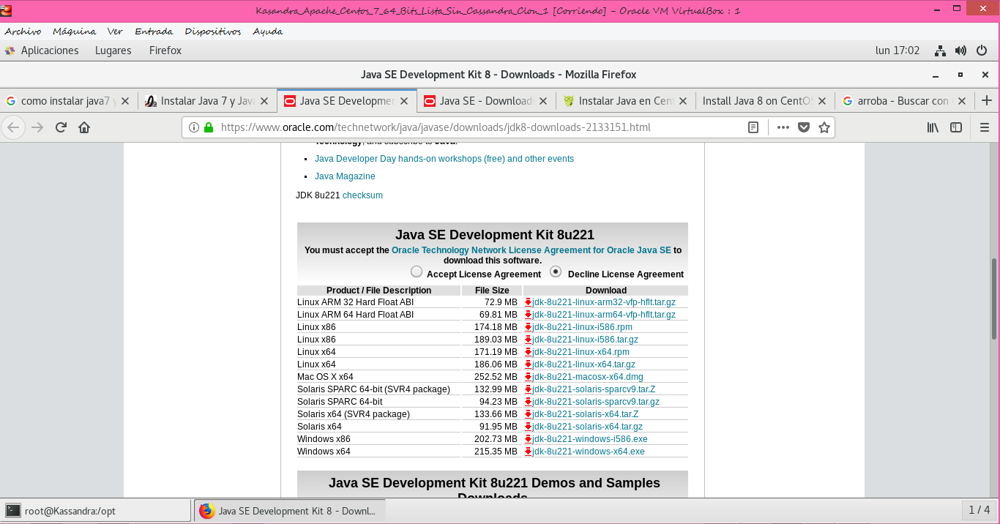 Kasandra_Apache_Centos_7_64_Bits_Lista_Sin_Cassandra_Clon_1 [Corriendo] - Oracle VM VirtualBox : 1
Archivo Máquina Ver Entrada Dispositivos Ayuda
Aplicaciones Lugares Firefox lun 17:02
Java SE Development Kit 8 - Downloads - Mozilla Firefox
como instalar java7 y Instalar Java 7 y Java Java SE Developmen Java SE - Downloads Instalar Java en Cent Install Java 8 on CentOS arroba - Buscar con
https://www.oracle.com/technetwork/java/javase/downloads/jdk8-downloads-2133151.html
Technology, and subscribe to Java.
Java Developer Day hands-on workshops (free) and other events
Java Magazine
JDK 8u221 checksum
Java SE Development Kit 8u221
You must accept the Oracle Technology Network License Agreement for Oracle Java SE to
download this software.
Accept License Agreement Decline License Agreement
Product / File Description File Size Download
Linux ARM 32 Hard Float ABI 72.9 MB jdk-8u221-linux-arm32-vfp-hflt.tar.gz
Linux ARM 64 Hard Float ABI 69.81 MB jdk-8u221-linux-arm64-vfp-hflt.tar.gz
Linux x86 174.18 MB jdk-8u221-linux-i586.rpm
Linux x86 189.03 MB jdk-8u221-linux-i586.tar.gz
Linux x64 171.19 MB jdk-8u221-linux-x64.rpm
Linux x64 186.06 MB jdk-8u221-linux-x64.tar.gz
Mac OS X x64 252.52 MB jdk-8u221-macosx-x64.dmg
Solaris SPARC 64-bit (SVR4 package) 132.99 MB jdk-8u221-solaris-sparcv9.tar.Z
Solaris SPARC 64-bit 94.23 MB jdk-8u221-solaris-sparcv9.tar.gz
Solaris x64 (SVR4 package) 133.66 MB jdk-8u221-solaris-x64.tar.Z
Solaris x64 91.95 MB jdk-8u221-solaris-x64.tar.gz
Windows x86 202.73 MB jdk-8u221-windows-i586.exe
Windows x64 215.35 MB jdk-8u221-windows-x64.exe
Java SE Development Kit 8u221 Demos and Samples
Downloads
root@Kassandra:/opt Java SE Development Kit 8 - Downl... 1 / 4